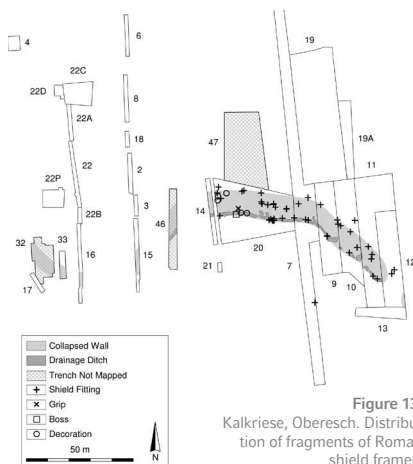 4
6
19
22C
22D
8
22A
47
19A
18
11
22
2
22P
3
14
22B
46
32
33
20
16
15
12
7
21
17
9
10
13
Collapsed Wall
Drainage Ditch
Trench Not Mapped
Shield Fitting
Grip
Boss
Decoration
50 m
N
Figure 13
Kalkriese, Oberesch. Distribu
tion of fragments of Roma
shield frames